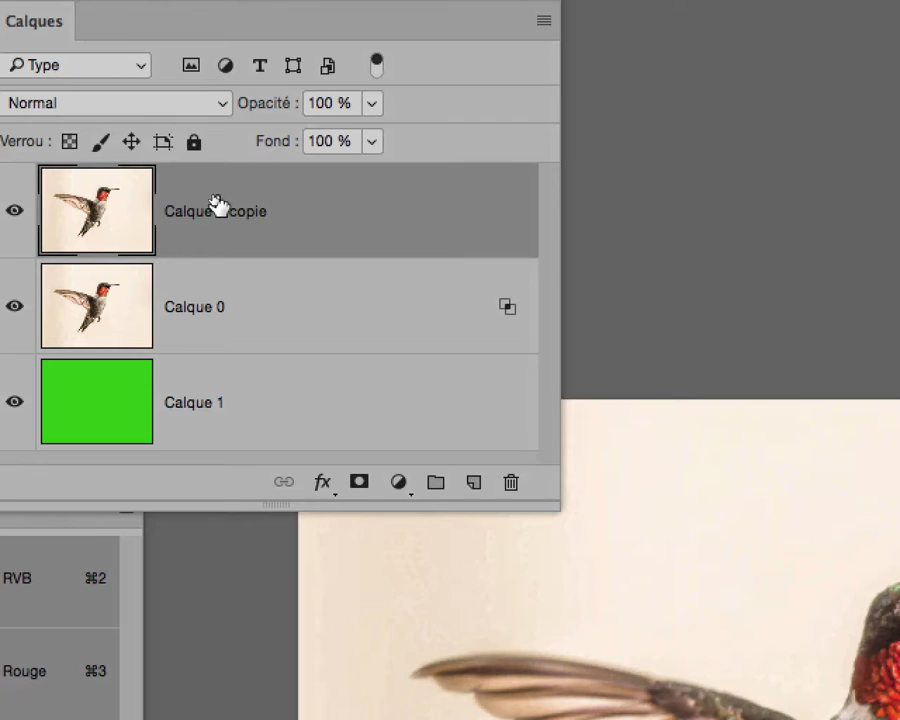 Calques
Type
Normal
Opacité : 100 %
Verrou :
Fond : 100 %
Calque copie
Calque 0
Calque 1
fx
RVB ⌘2
Rouge ⌘3